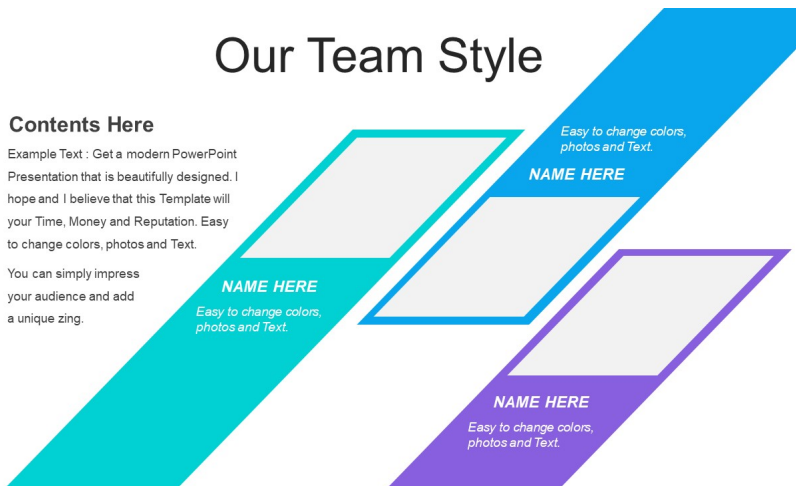 Our Team Style
Contents Here
Example Text : Get a modern PowerPoint
Presentation that is beautifully designed. I
hope and I believe that this Template will
your Time, Money and Reputation. Easy
to change colors, photos and Text.
You can simply impress
your audience and add
a unique zing.
NAME HERE
Easy to change colors,
photos and Text.
Easy to change colors,
photos and Text.
NAME HERE
NAME HERE
Easy to change colors,
photos and Text.